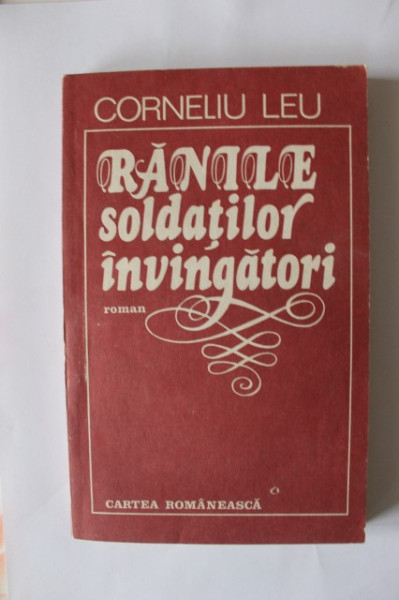 CORNELIU LEU
RĂNILE
soldaților
învingători
roman
CARTEA ROMÂNEASCĂ